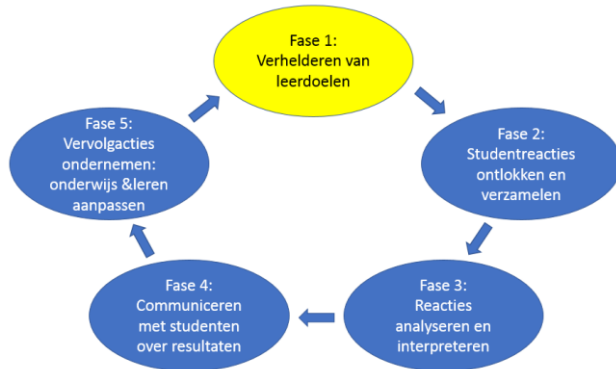 Fase 1:
Verhelderen van
leerdoelen
Fase 2:
Studentreacties
ontlokken en
verzamelen
Fase 3:
Reacties
analyseren en
interpreteren
Fase 4:
Communiceren
met studenten
over resultaten
Fase 5:
Vervolgacties
ondernemen:
onderwijs &leren
aanpassen